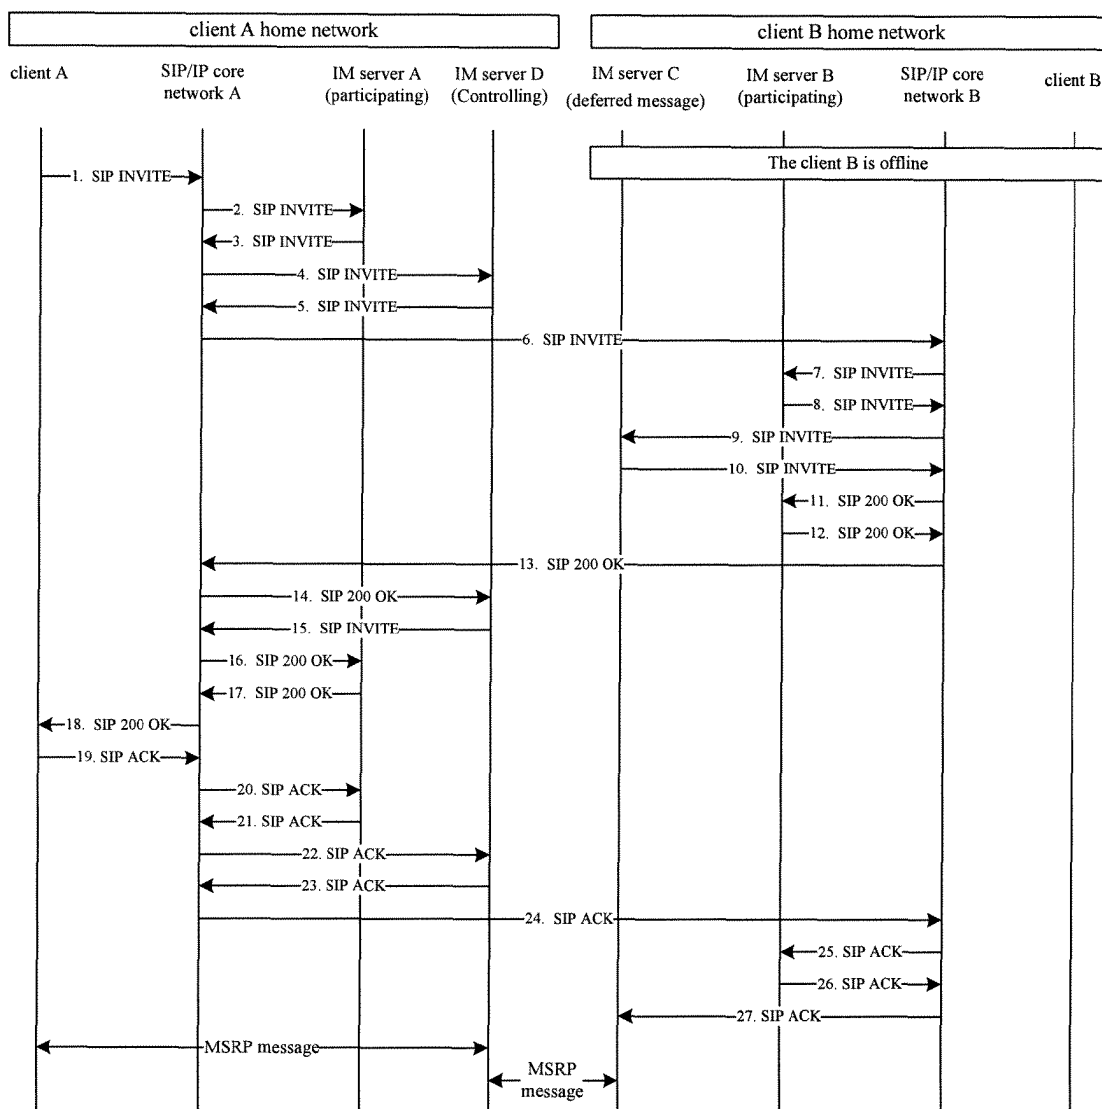 client A home network
client B home network
client A
SIP/IP core
network A
IM server A
(participating)
IM server D
(Controlling)
IM server C
(deferred message)
IM server B
(participating)
SIP/IP core
network B
client B
The client B is offline
1. SIP INVITE
2. SIP INVITE
3. SIP INVITE
4. SIP INVITE
5. SIP INVITE
6. SIP INVITE
7. SIP INVITE
8. SIP INVITE
9. SIP INVITE
10. SIP INVITE
11. SIP 200 OK
12. SIP 200 OK
13. SIP 200 OK
14. SIP 200 OK
15. SIP INVITE
16. SIP 200 OK
17. SIP 200 OK
18. SIP 200 OK
19. SIP ACK
20. SIP ACK
21. SIP ACK
22. SIP ACK
23. SIP ACK
24. SIP ACK
25. SIP ACK
26. SIP ACK
27. SIP ACK
MSRP message
MSRP
message